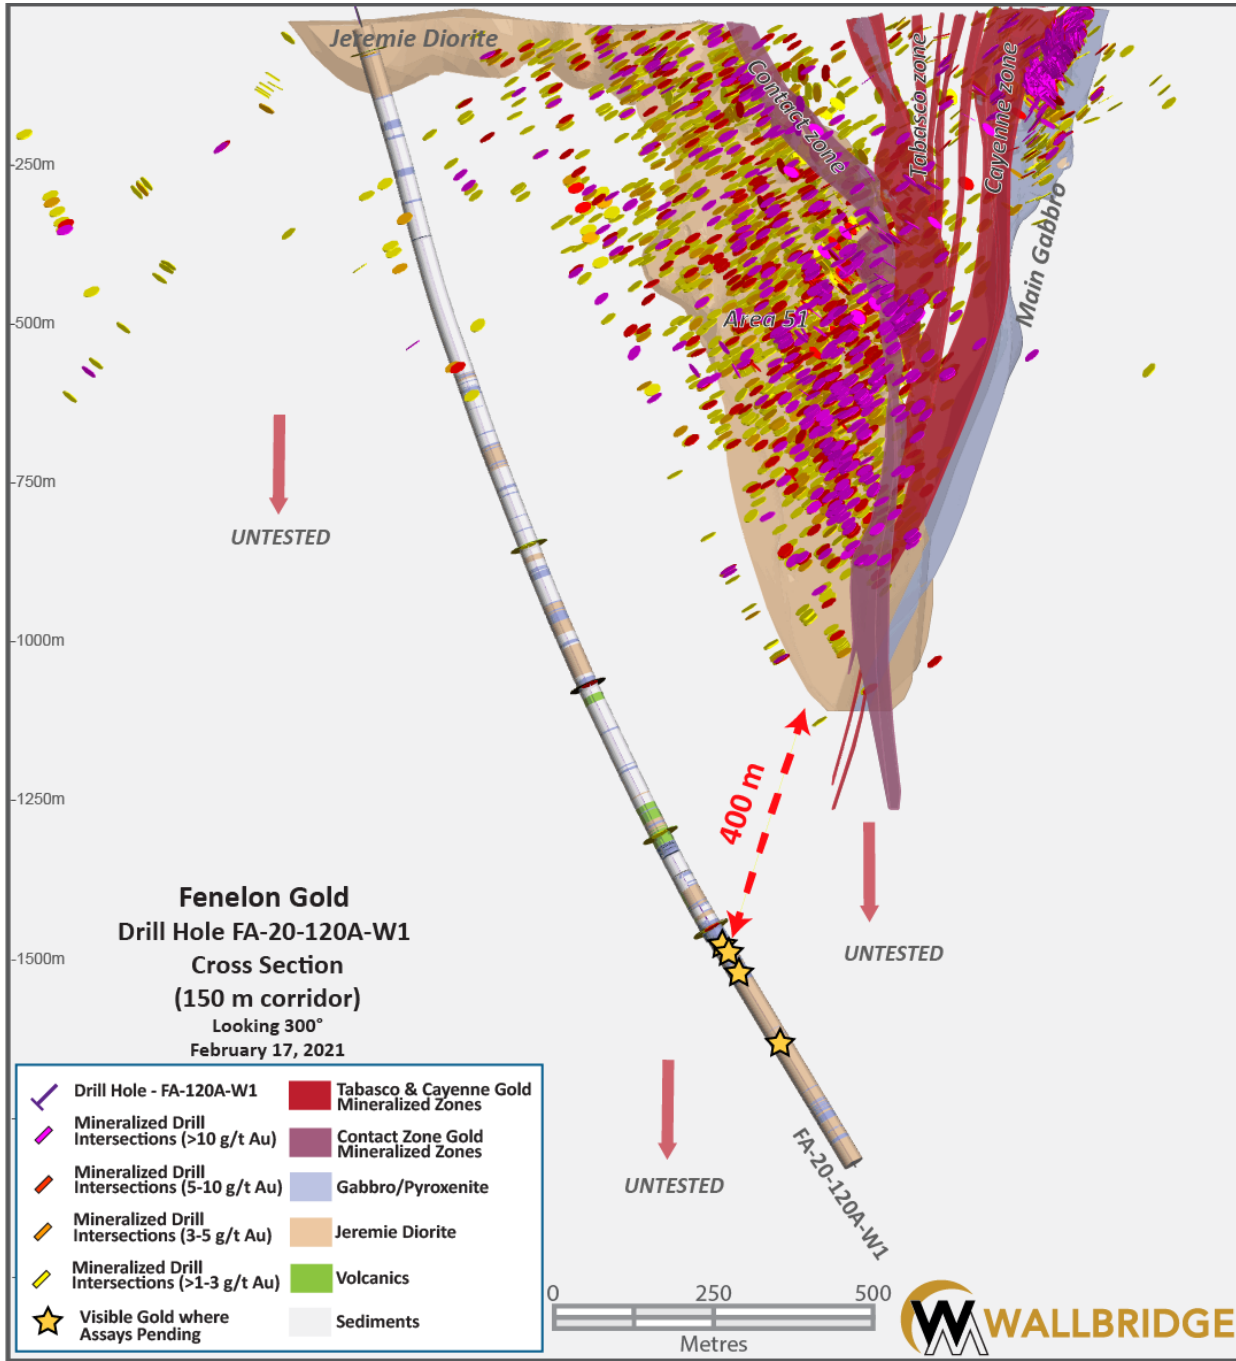 Jeremie Diorite
Contact zone
Tabasco zone
Cayenne zone
Main Gabbro
Area 51
-250m
-500m
-750m
-1000m
-1250m
-1500m
UNTESTED
400 m
UNTESTED
UNTESTED
FA-20-120A-W1
Fenelon Gold
Drill Hole FA-20-120A-W1
Cross Section
(150 m corridor)
Looking 300°
February 17, 2021
Drill Hole - FA-120A-W1
Mineralized Drill
Intersections (>10 g/t Au)
Mineralized Drill
Intersections (5-10 g/t Au)
Mineralized Drill
Intersections (3-5 g/t Au)
Mineralized Drill
Intersections (>1-3 g/t Au)
Visible Gold where
Assays Pending
Tabasco & Cayenne Gold
Mineralized Zones
Contact Zone Gold
Mineralized Zones
Gabbro/Pyroxenite
Jeremie Diorite
Volcanics
Sediments
0 250 500
Metres
WALLBRIDGE